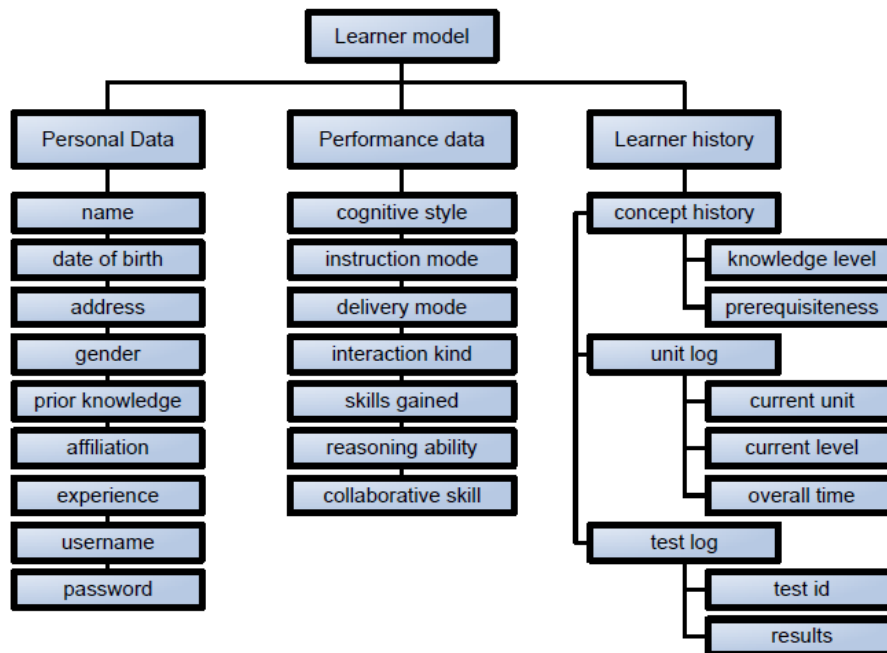 Learner model
Personal Data
Performance data
Learner history
name
date of birth
address
gender
prior knowledge
affiliation
experience
username
password
cognitive style
instruction mode
delivery mode
interaction kind
skills gained
reasoning ability
collaborative skill
concept history
knowledge level
prerequisiteness
unit log
current unit
current level
overall time
test log
test id
results